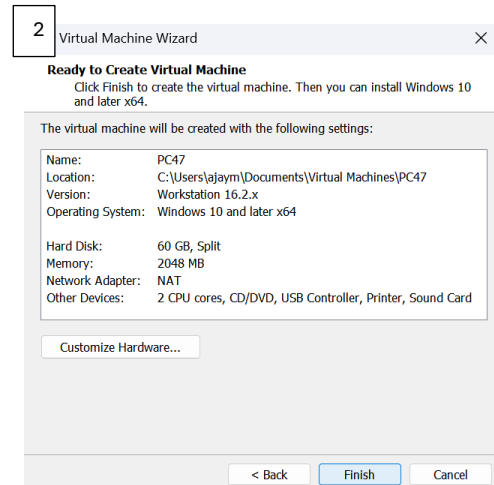 2
Virtual Machine Wizard
Ready to Create Virtual Machine
Click Finish to create the virtual machine. Then you can install Windows 10
and later x64.
The virtual machine will be created with the following settings:
Name: PC47
Location: C:\Users\ajaym\Documents\Virtual Machines\PC47
Version: Workstation 16.2.x
Operating System: Windows 10 and later x64
Hard Disk: 60 GB, Split
Memory: 2048 MB
Network Adapter: NAT
Other Devices: 2 CPU cores, CD/DVD, USB Controller, Printer, Sound Card
Customize Hardware...
< Back Finish Cancel